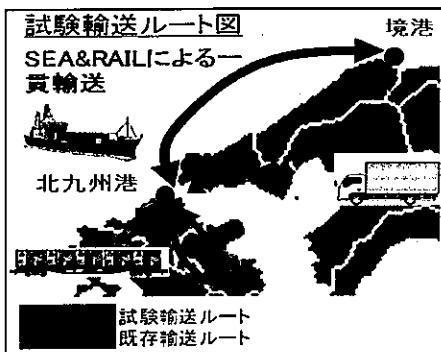 試験輸送ルート図
境港
SEA&RAILによる一
貫輸送
北九州港
試験輸送ルート
既存輸送ルート